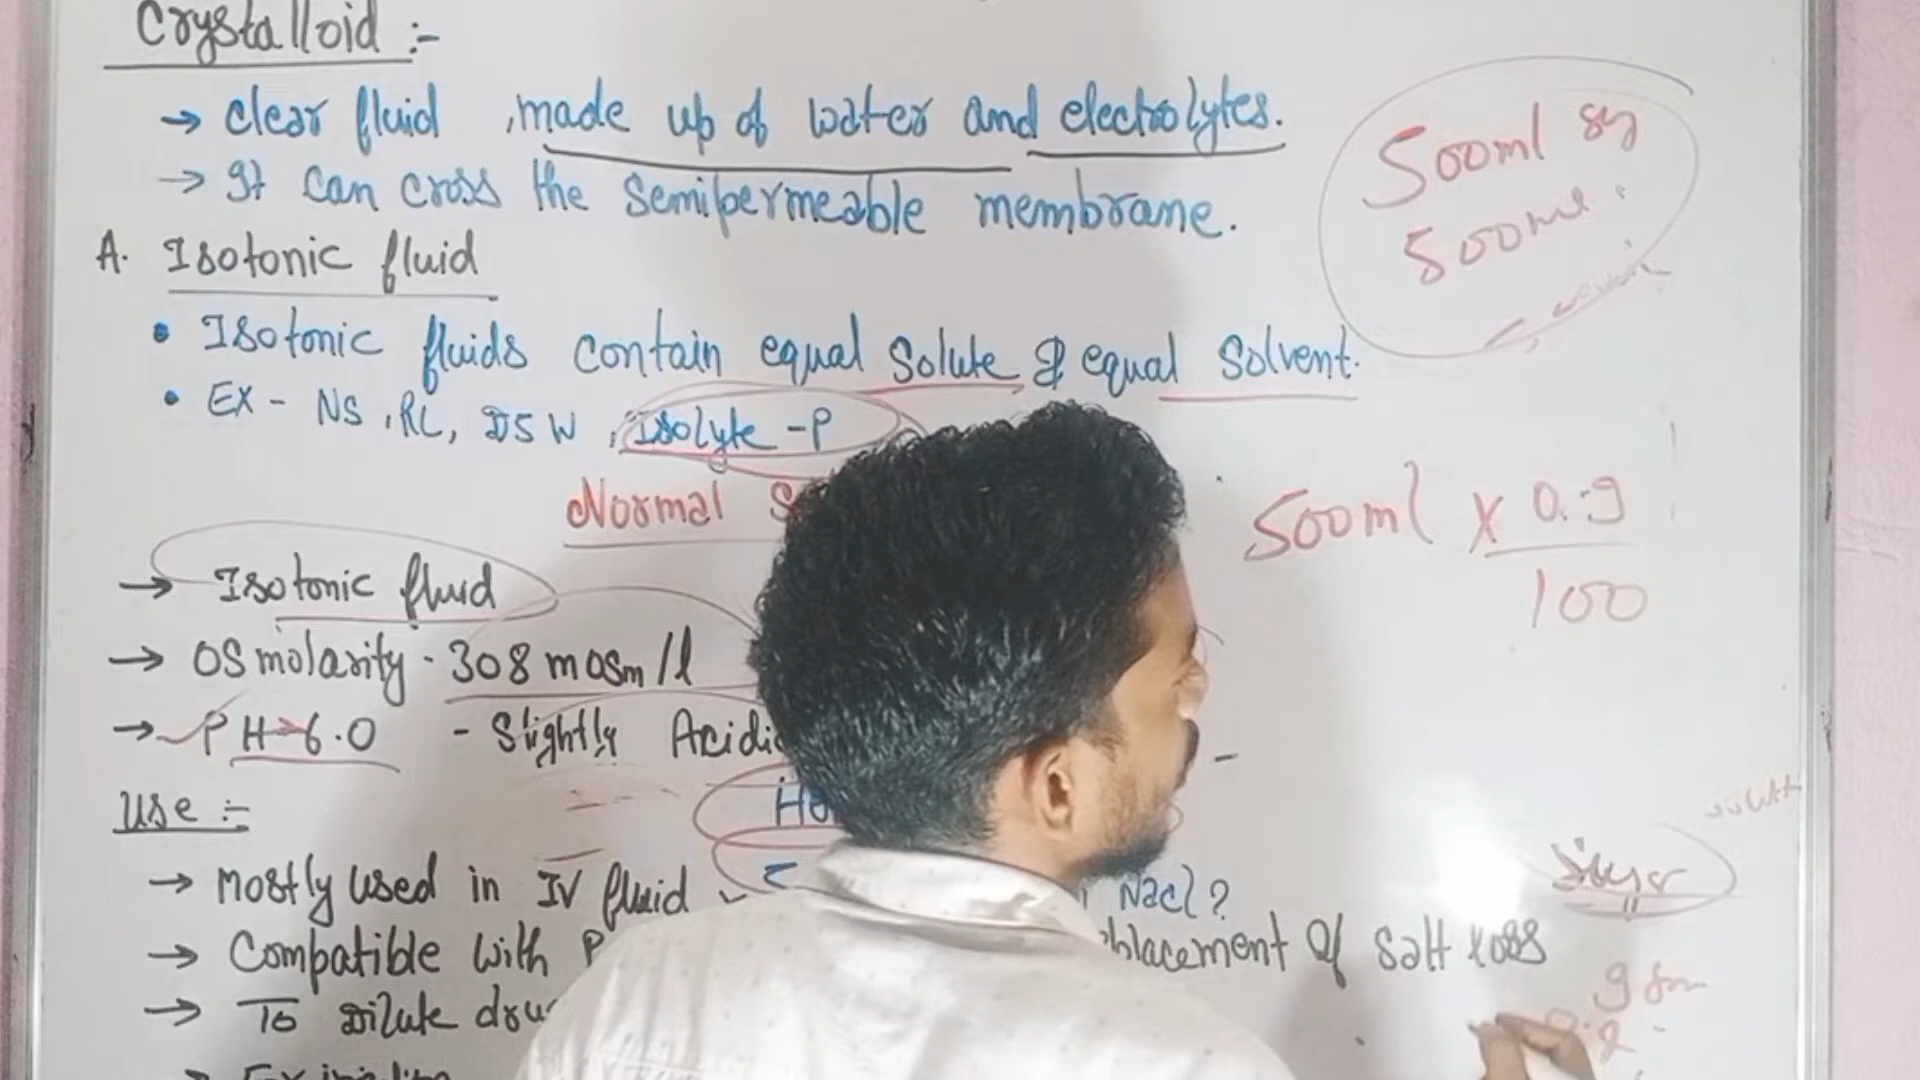 Crystalloid :-
→ clear fluid , made up of water and electrolytes.
→ It can cross the semipermeable membrane.
A. Isotonic fluid
• Isotonic fluids contain equal solute & equal solvent.
• EX - NS, RL, D5W, Isolyte-P
Normal S
→ Isotonic fluid
→ OSmolarity - 308 mosm/l
→ PH → 6.0 - Slightly Acidi
Use :-
→ Mostly used in IV fluid
NaCl?
→ Compatible with
placement of salt loss
→ To Dilute dru
500ml
500ml
500ml x 0.9
100
9 gm